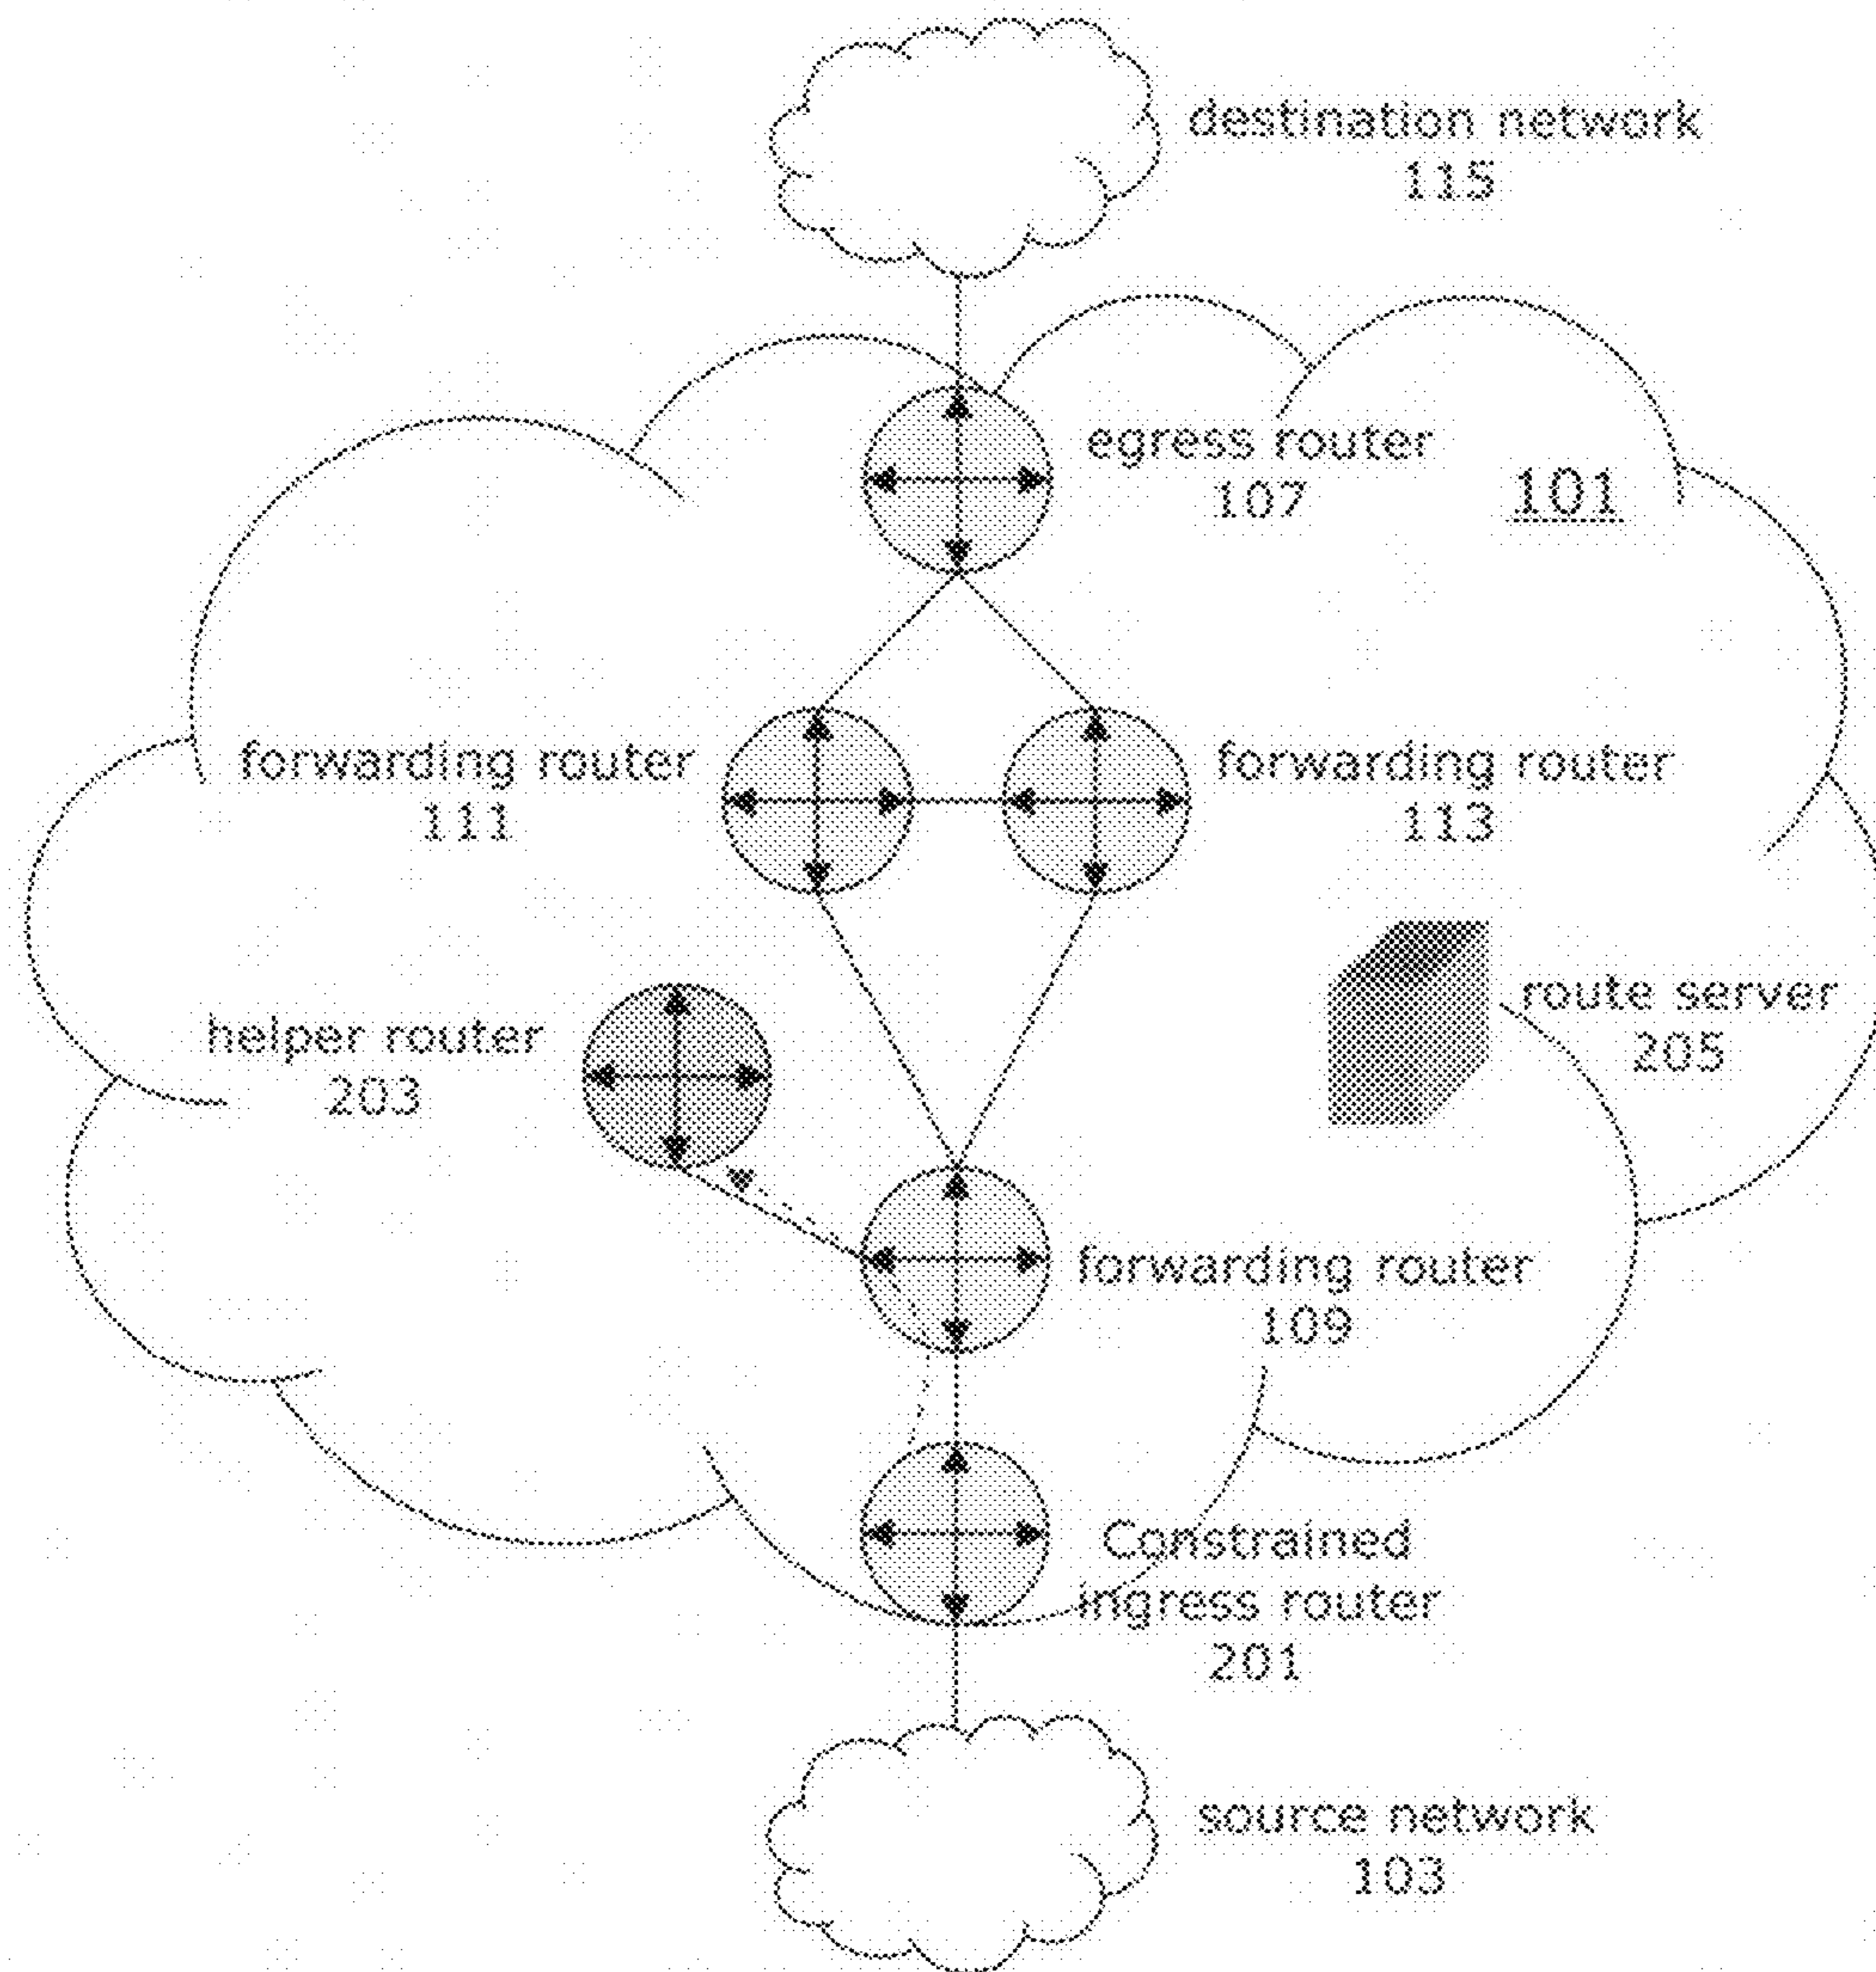 destination network
115
egress router
107
101
forwarding router
111
forwarding router
113
route server
205
helper router
203
forwarding router
109
Constrained
ingress router
201
source network
103